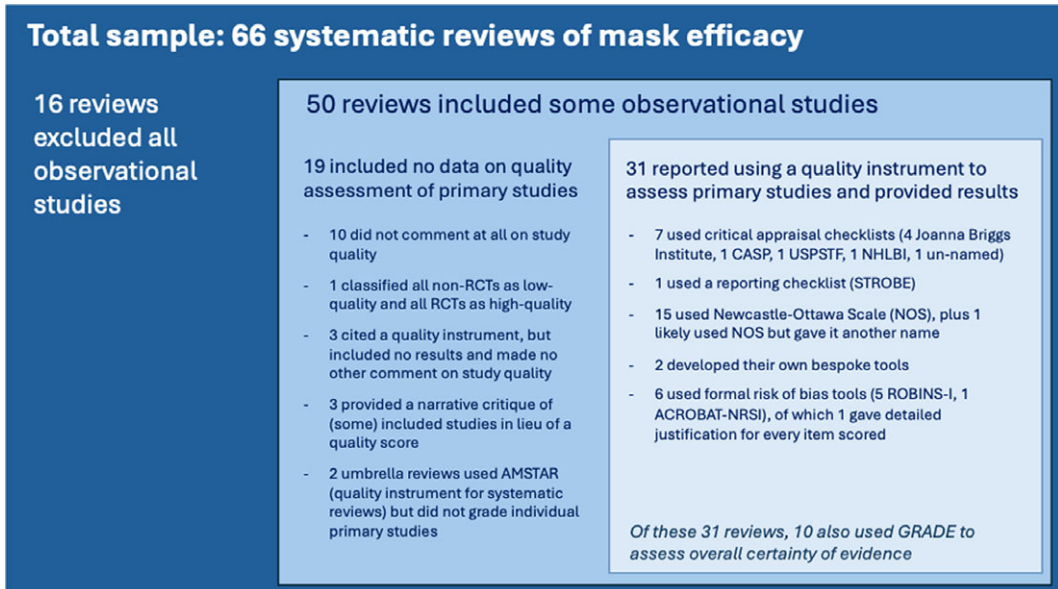 Total sample: 66 systematic reviews of mask efficacy
16 reviews
excluded all
observational
studies
50 reviews included some observational studies
19 included no data on quality
assessment of primary studies
- 10 did not comment at all on study
quality
- 1 classified all non-RCTs as low-
quality and all RCTs as high-quality
- 3 cited a quality instrument, but
included no results and made no
other comment on study quality
- 3 provided a narrative critique of
(some) included studies in lieu of a
quality score
- 2 umbrella reviews used AMSTAR
(quality instrument for systematic
reviews) but did not grade individual
primary studies
31 reported using a quality instrument to
assess primary studies and provided results
- 7 used critical appraisal checklists (4 Joanna Briggs
Institute, 1 CASP, 1 USPSTF, 1 NHLBI, 1 un-named)
- 1 used a reporting checklist (STROBE)
- 15 used Newcastle-Ottawa Scale (NOS), plus 1
likely used NOS but gave it another name
- 2 developed their own bespoke tools
- 6 used formal risk of bias tools (5 ROBINS-I, 1
ACROBAT-NRSI), of which 1 gave detailed
justification for every item scored
Of these 31 reviews, 10 also used GRADE to
assess overall certainty of evidence